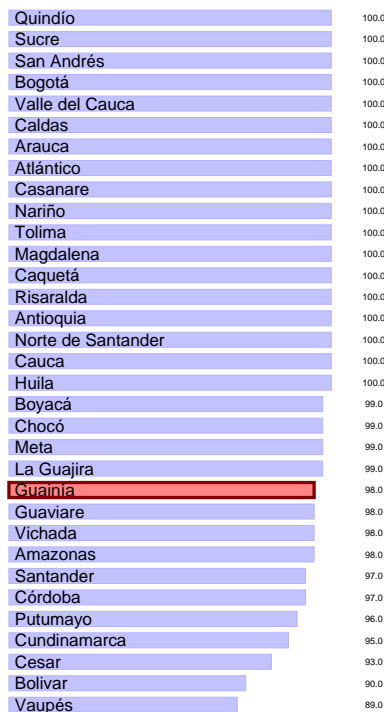 Quindío 100.0
Sucre 100.0
San Andrés 100.0
Bogotá 100.0
Valle del Cauca 100.0
Caldas 100.0
Arauca 100.0
Atlántico 100.0
Casanare 100.0
Nariño 100.0
Tolima 100.0
Magdalena 100.0
Caquetá 100.0
Risaralda 100.0
Antioquia 100.0
Norte de Santander 100.0
Cauca 100.0
Huila 100.0
Boyacá 99.0
Chocó 99.0
Meta 99.0
La Guajira 99.0
Guainía 98.0
Guaviare 98.0
Vichada 98.0
Amazonas 98.0
Santander 97.0
Córdoba 97.0
Putumayo 96.0
Cundinamarca 95.0
Cesar 93.0
Bolivar 90.0
Vaupés 89.0